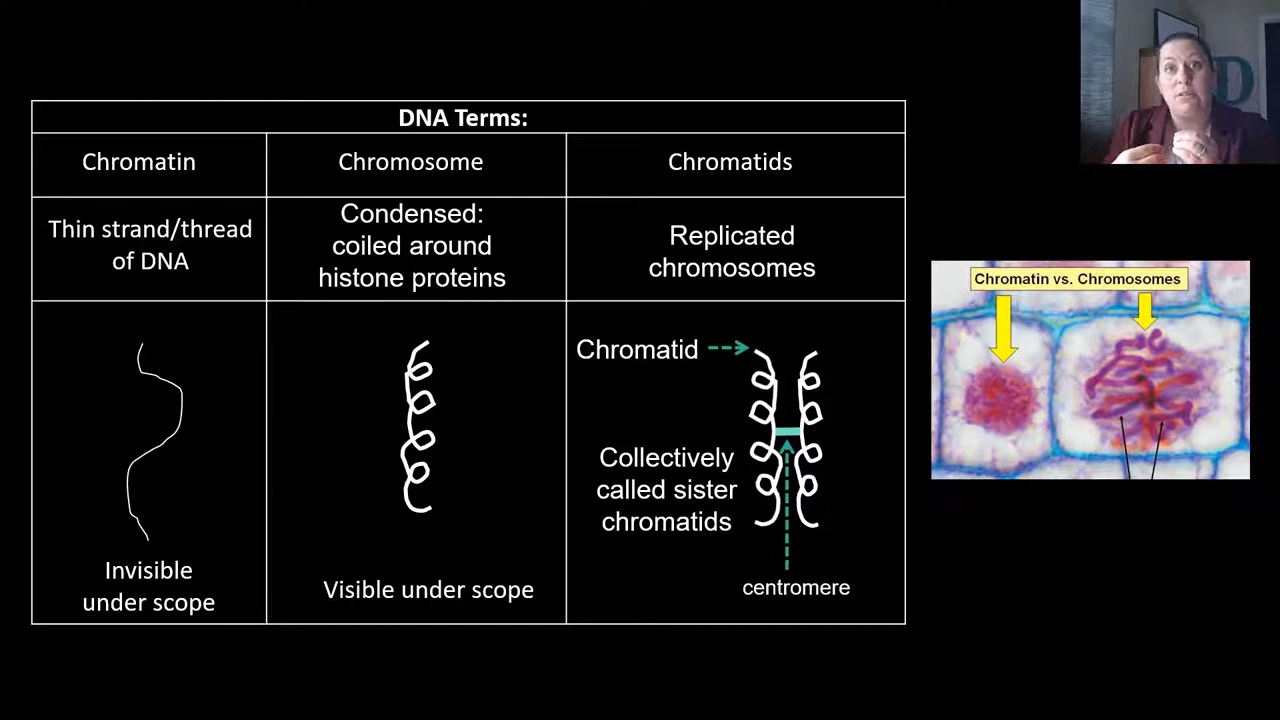 DNA Terms:
Chromatin
Chromosome
Chromatids
Thin strand/thread
of DNA
Condensed:
coiled around
histone proteins
Replicated
chromosomes
Invisible
under scope
Visible under scope
Chromatid
Collectively
called sister
chromatids
centromere
Chromatin vs. Chromosomes
D